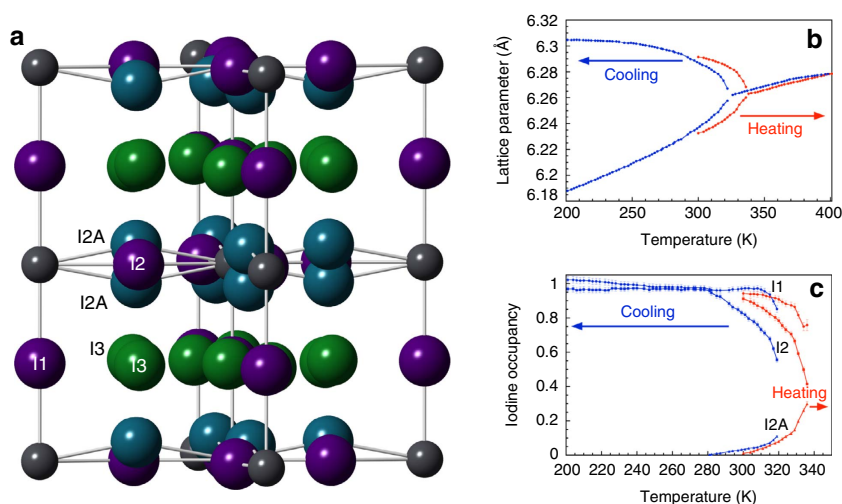 a
I2A
I2
I2A
I3
I3
I1
b
6.32
6.3
6.28
6.26
6.24
6.22
6.2
6.18
Lattice parameter (Å)
Cooling
Heating
200 250 300 350 400
Temperature (K)
c
1
0.8
0.6
0.4
0.2
0
Iodine occupancy
I1
Cooling
I2
Heating
I2A
200 220 240 260 280 300 320 340
Temperature (K)